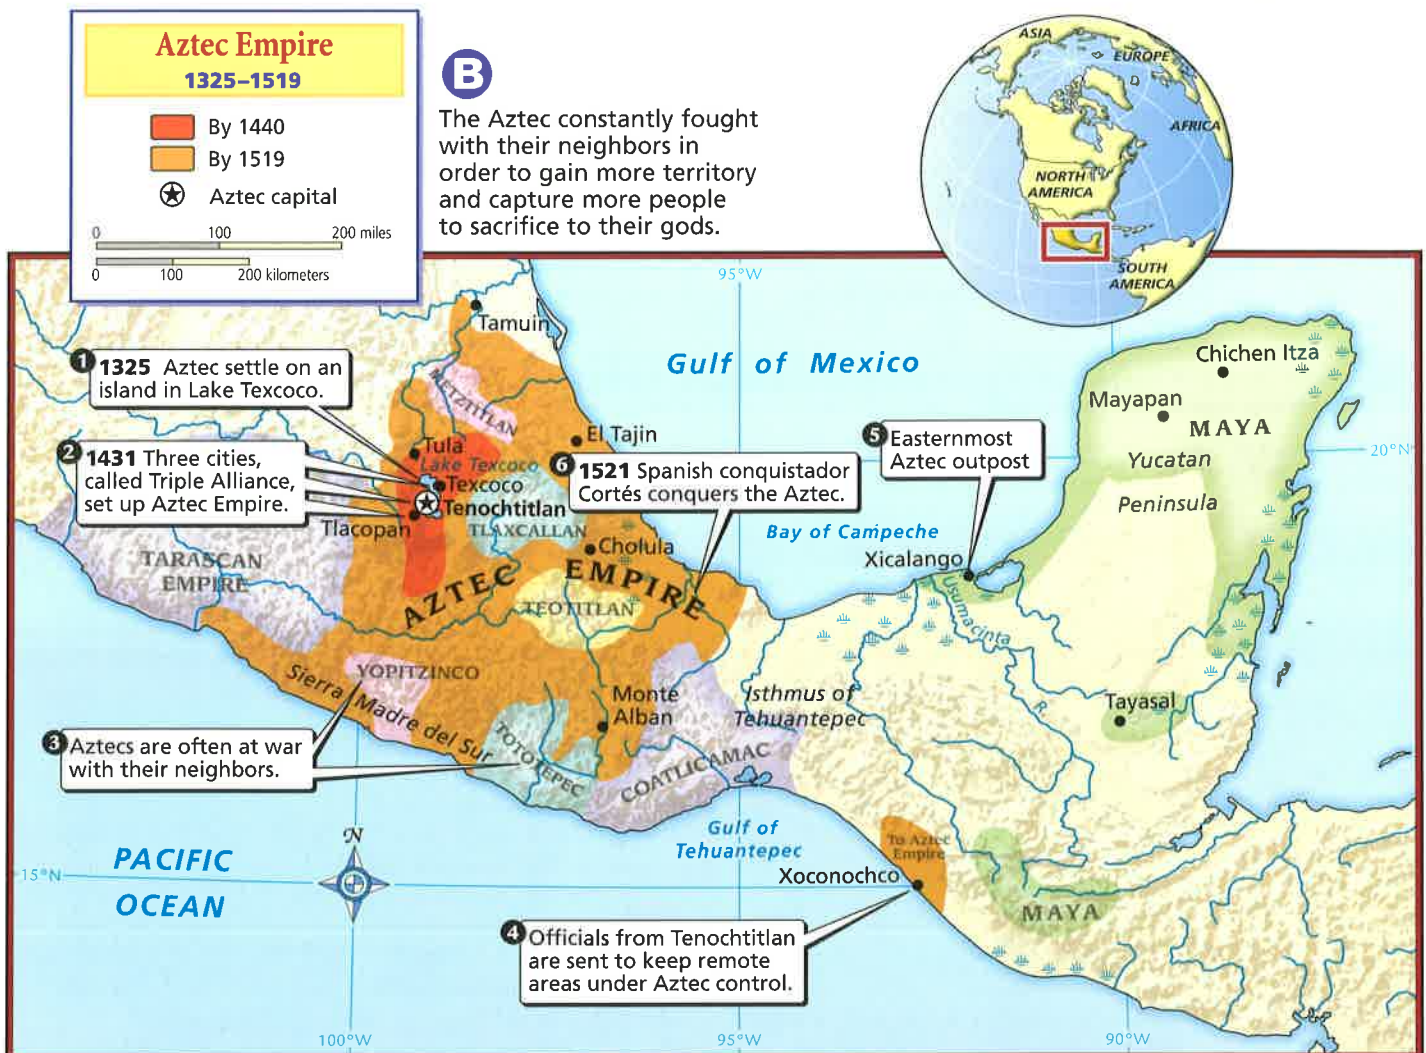 Aztec Empire
1325–1519
By 1440
By 1519
Aztec capital
0 100 200 miles
0 100 200 kilometers
B
The Aztec constantly fought
with their neighbors in
order to gain more territory
and capture more people
to sacrifice to their gods.
ASIA
EUROPE
AFRICA
NORTH
AMERICA
SOUTH
AMERICA
95°W
Tamuin
Gulf of Mexico
1 1325 Aztec settle on an
island in Lake Texcoco.
METZTITLAN
Chichen Itza
Mayapan
MAYA
Yucatan
Peninsula
20°N
2 1431 Three cities,
called Triple Alliance,
set up Aztec Empire.
Tula
Lake Texcoco
El Tajin
Texcoco
Tenochtitlan
Tlacopan
TLAXCALLAN
Cholula
6 1521 Spanish conquistador
Cortés conquers the Aztec.
5 Easternmost
Aztec outpost
Bay of Campeche
Xicalango
Usumacinta
R.
TARASCAN
EMPIRE
AZTEC EMPIRE
TEOTITLAN
YOPITZINCO
Sierra Madre del Sur
Monte
Alban
Isthmus of
Tehuantepec
Tayasal
3 Aztecs are often at war
with their neighbors.
TOTOTEPEC
COATLICAMAC
Gulf of
Tehuantepec
To Aztec
Empire
Xoconochco
MAYA
N
PACIFIC
OCEAN
15°N
4 Officials from Tenochtitlan
are sent to keep remote
areas under Aztec control.
100°W
95°W
90°W